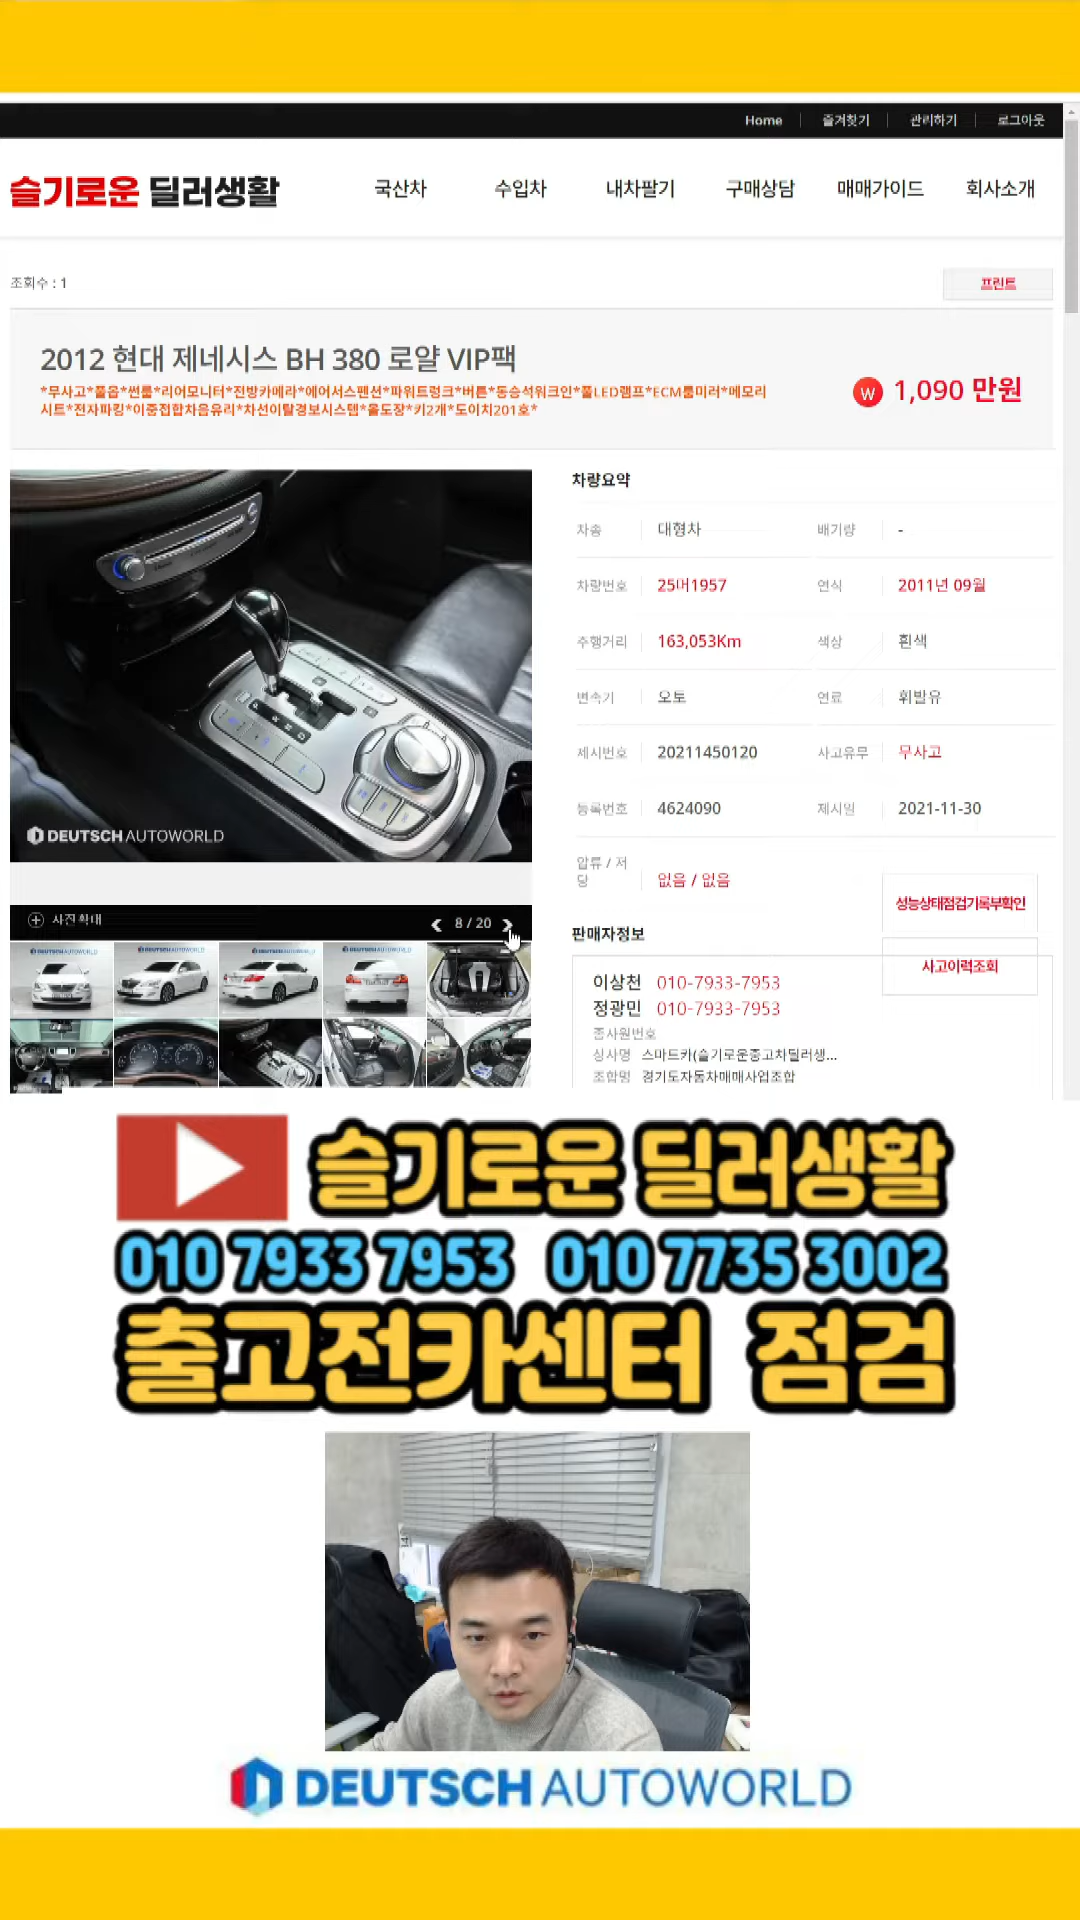 Home 즐겨찾기 관리하기 로그아웃
슬기로운 딜러생활 국산차 수입차 내차팔기 구매상담 매매가이드 회사소개
조회수 : 1 프린트
2012 현대 제네시스 BH 380 로얄 VIP팩
*무사고*풀옵*썬룹*리어모니터*전방카메라*에어서스펜션*파워트렁크*버튼*동승석워크인*풀LED램프*ECM룸미러*메모리
시트*전자파킹*이중접합차음유리*차선이탈경보시스템*올도장*키2개*도이치201호*
W 1,090 만원
차량요약
차종 대형차 배기량 -
차량번호 25머1957 연식 2011년 09월
주행거리 163,053Km 색상 흰색
변속기 오토 연료 휘발유
제시번호 20211450120 사고유무 무사고
등록번호 4624090 제시일 2021-11-30
압류 / 저
당 없음 / 없음
성능상태점검기록부확인
사고이력조회
DEUTSCH AUTOWORLD
사진확대 8 / 20
판매자정보
이상천 010-7933-7953
정광민 010-7933-7953
종사원번호
상사명 스마트카(슬기로운중고차딜러생...
조합명 경기도자동차매매사업조합
슬기로운 딜러생활
010 7933 7953 010 7735 3002
출고전카센터 점검
DEUTSCH AUTOWORLD